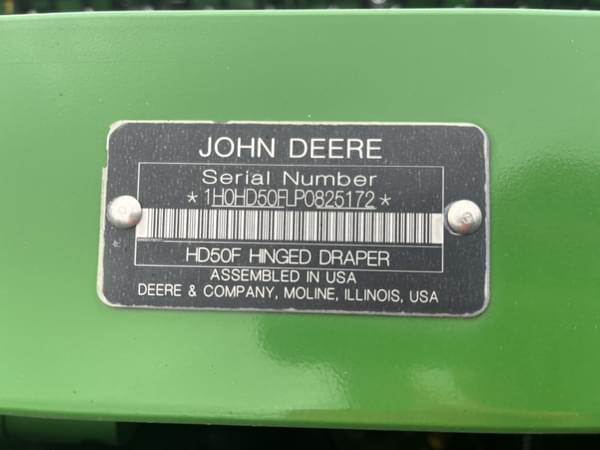 JOHN DEERE
Serial Number
*1H0HD50FLP0825172*
HD50F HINGED DRAPER
ASSEMBLED IN USA
DEERE & COMPANY, MOLINE, ILLINOIS, USA